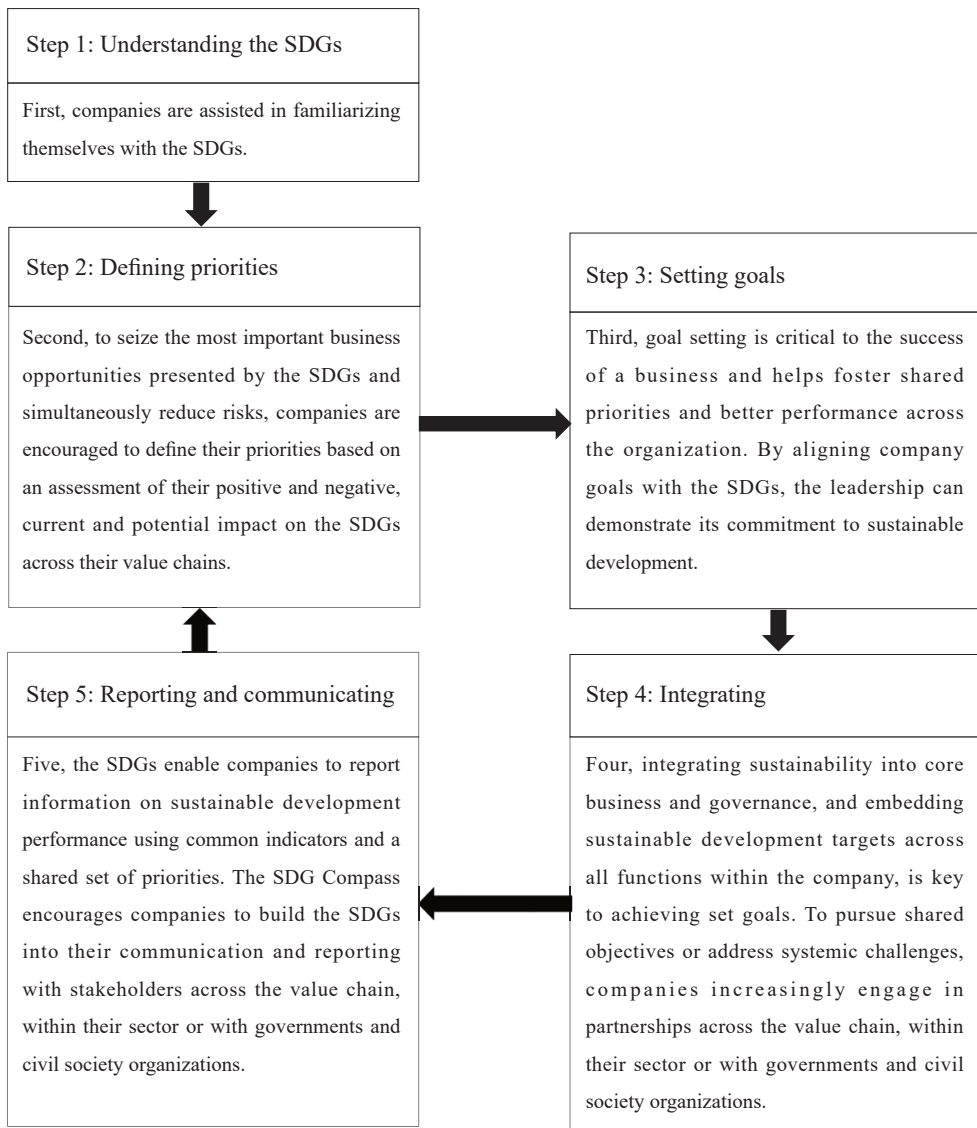 Step 1: Understanding the SDGs
First, companies are assisted in familiarizing
themselves with the SDGs.
Step 2: Defining priorities
Second, to seize the most important business
opportunities presented by the SDGs and
simultaneously reduce risks, companies are
encouraged to define their priorities based on
an assessment of their positive and negative,
current and potential impact on the SDGs
across their value chains.
Step 3: Setting goals
Third, goal setting is critical to the success
of a business and helps foster shared
priorities and better performance across
the organization. By aligning company
goals with the SDGs, the leadership can
demonstrate its commitment to sustainable
development.
Step 4: Integrating
Four, integrating sustainability into core
business and governance, and embedding
sustainable development targets across
all functions within the company, is key
to achieving set goals. To pursue shared
objectives or address systemic challenges,
companies increasingly engage in
partnerships across the value chain, within
their sector or with governments and civil
society organizations.
Step 5: Reporting and communicating
Five, the SDGs enable companies to report
information on sustainable development
performance using common indicators and a
shared set of priorities. The SDG Compass
encourages companies to build the SDGs
into their communication and reporting
with stakeholders across the value chain,
within their sector or with governments and
civil society organizations.